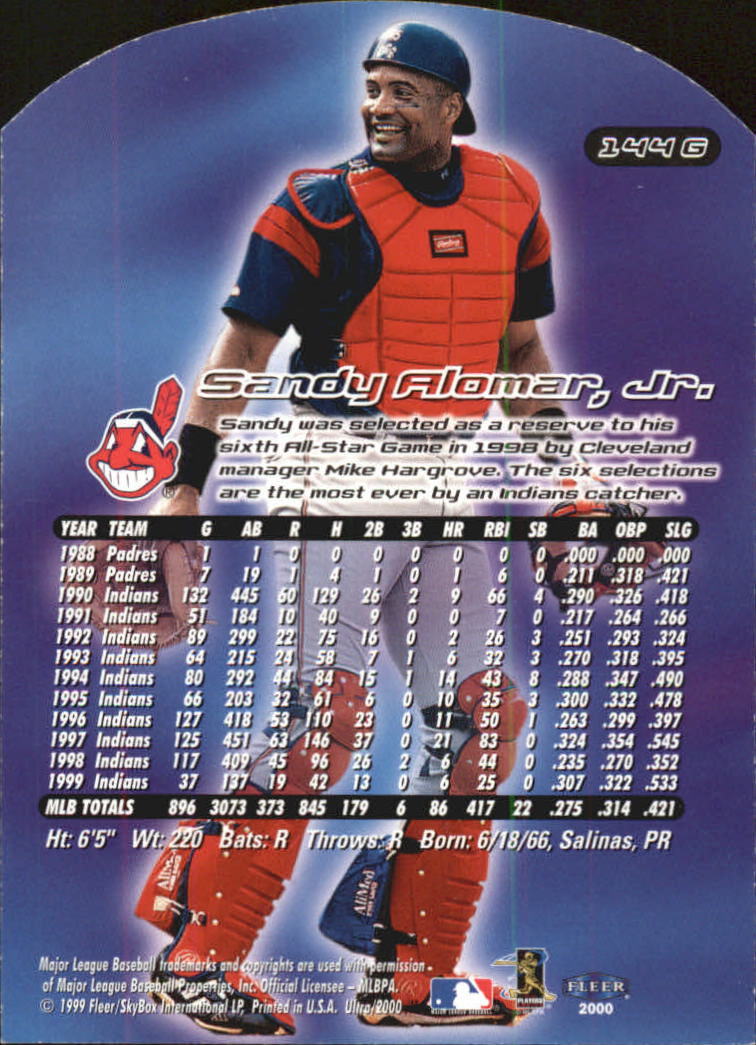 144 G
Sandy Alomar, Jr.
Sandy was selected as a reserve to his
sixth All-Star Game in 1998 by Cleveland
manager Mike Hargrove. The six selections
are the most ever by an Indians catcher.
YEAR TEAM G AB R H 2B 3B HR RBI SB BA OBP SLG
1988 Padres 1 1 0 0 0 0 0 0 0 .000 .000 .000
1989 Padres 7 19 1 4 1 0 1 6 0 .211 .318 .421
1990 Indians 132 445 60 129 26 2 9 66 4 .290 .326 .418
1991 Indians 51 184 10 40 9 0 0 7 0 .217 .264 .266
1992 Indians 89 299 22 75 16 0 2 26 3 .251 .293 .324
1993 Indians 64 215 24 58 7 1 6 32 3 .270 .318 .395
1994 Indians 80 292 44 84 15 1 14 43 8 .288 .347 .490
1995 Indians 66 203 32 61 6 0 10 35 3 .300 .332 .478
1996 Indians 127 418 53 110 23 0 11 50 1 .263 .299 .397
1997 Indians 125 451 63 146 37 0 21 83 0 .324 .354 .545
1998 Indians 117 409 45 96 26 2 6 44 0 .235 .270 .352
1999 Indians 37 137 19 42 13 0 6 25 0 .307 .322 .533
MLB TOTALS 896 3073 373 845 179 6 86 417 22 .275 .314 .421
Ht: 6'5" Wt: 220 Bats: R Throws: R Born: 6/18/66, Salinas, PR
AliMed
Major League Baseball trademarks and copyrights are used with permission
of Major League Baseball Properties, Inc. Official Licensee – MLBPA.
© 1999 Fleer/SkyBox International LP, Printed in U.S.A. Ultra/2000
MAJOR LEAGUE BASEBALL
PLAYERS
FLEER
2000